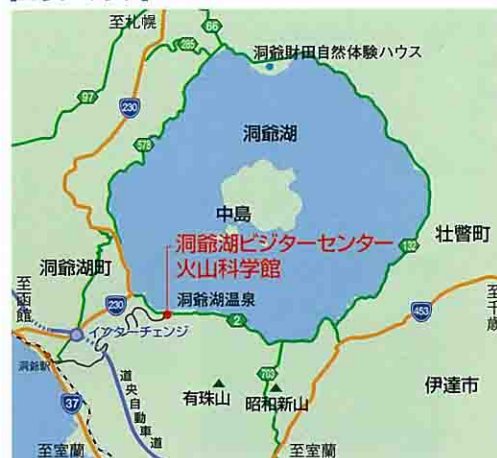 至札幌
66
285
洞爺財田自然体験ハウス
97
230
洞爺湖
578
中島
壮瞥町
132
洞爺湖ビジターセンター
火山科学館
洞爺湖町
至函館
230
洞爺湖温泉
2
至千歳
453
インターチェンジ
洞爺駅
703
道央自動車道
有珠山
昭和新山
伊達市
37
至室蘭
至室蘭